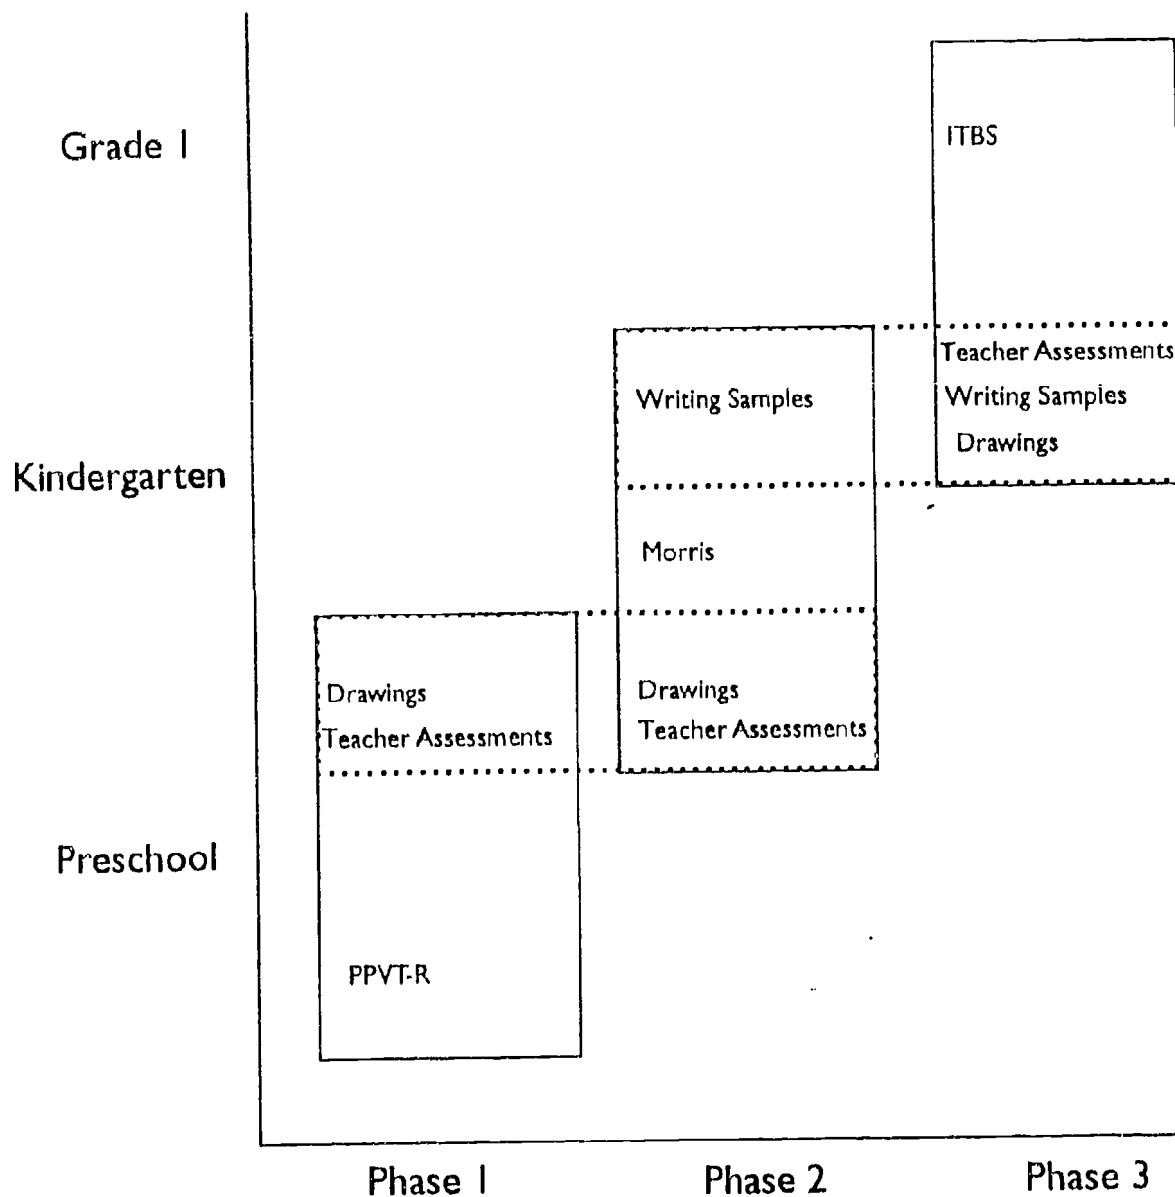 Grade 1
ITBS
Teacher Assessments
Writing Samples
Writing Samples
Drawings
Kindergarten
Morris
Drawings
Drawings
Teacher Assessments
Teacher Assessments
Preschool
PPVT-R
Phase 1
Phase 2
Phase 3